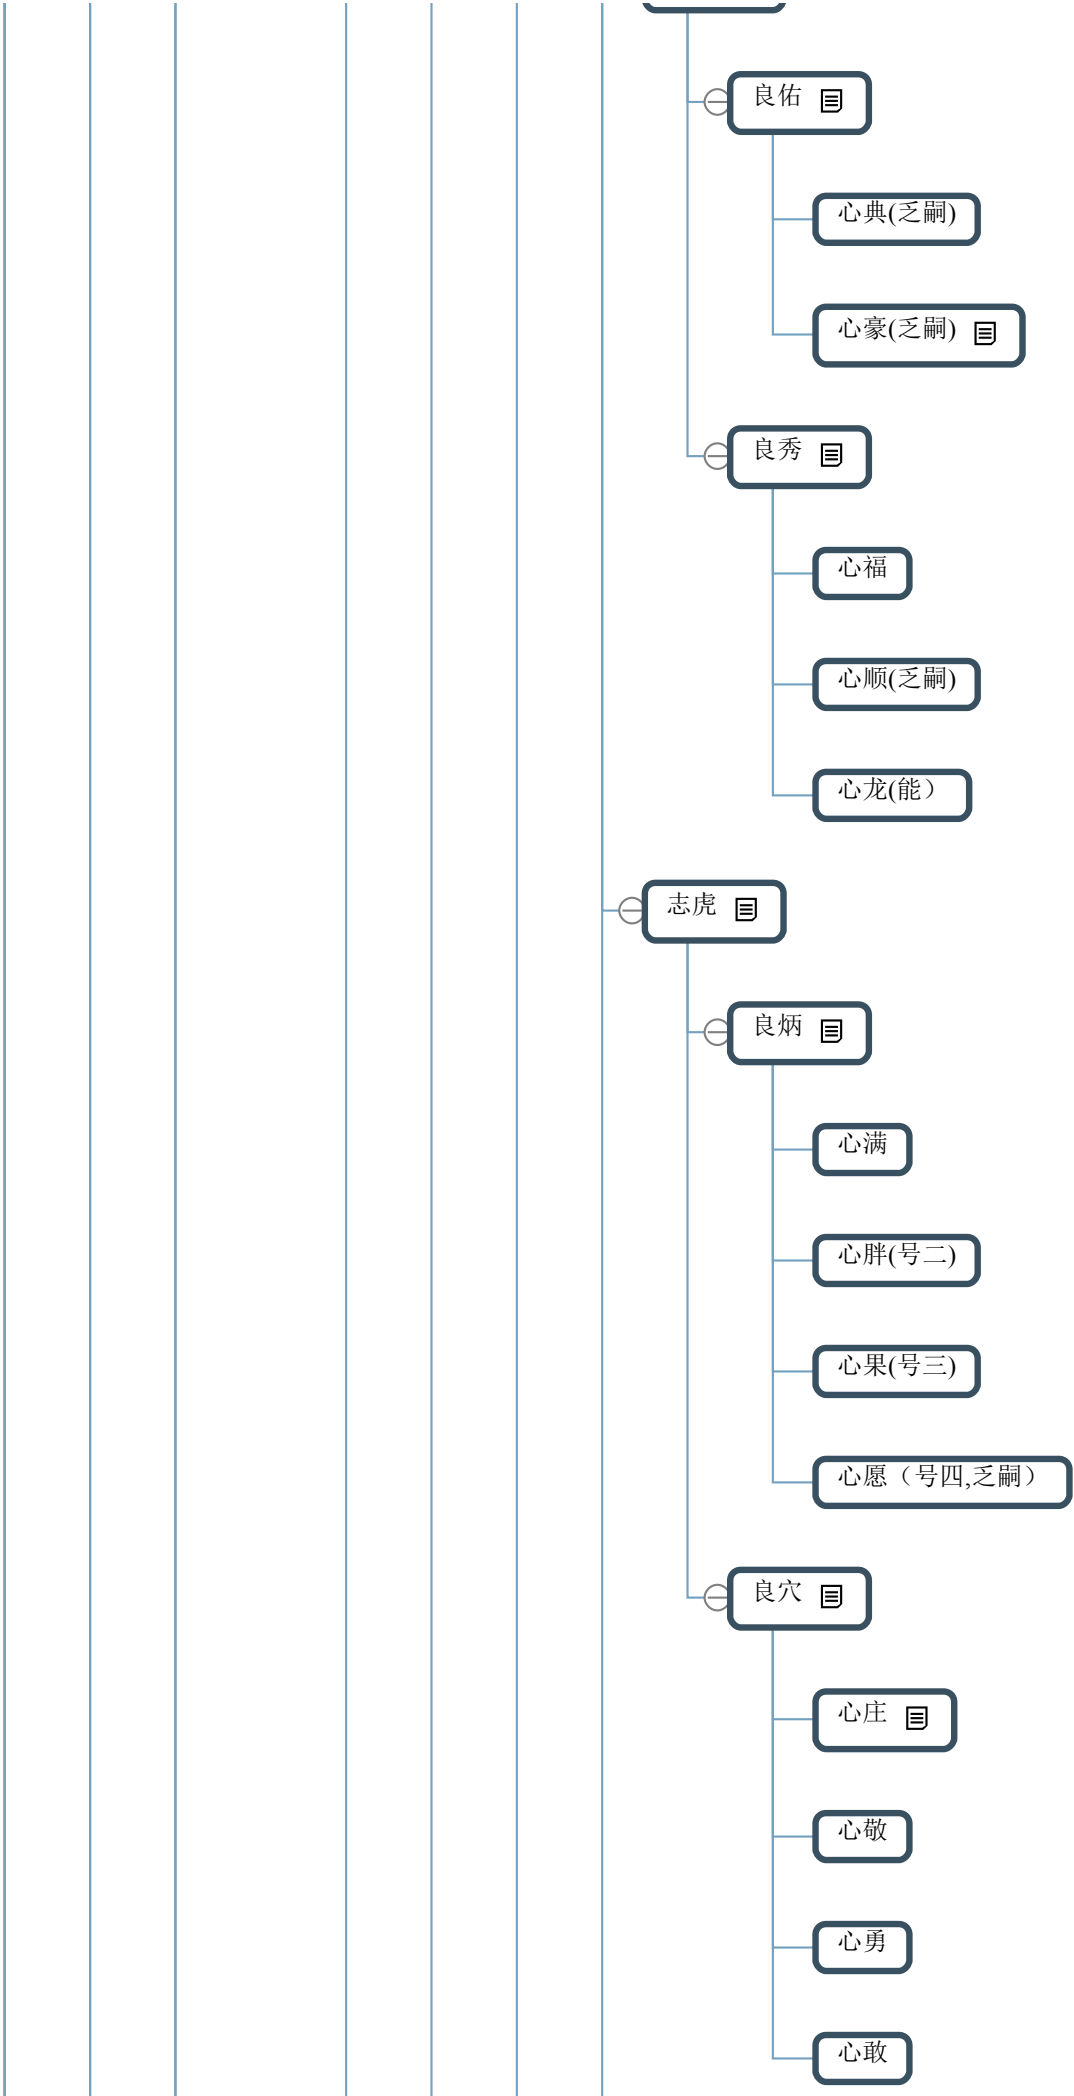 良佑
心典(乏嗣)
心豪(乏嗣)
良秀
心福
心顺(乏嗣)
心龙(能）
志虎
良炳
心满
心胖(号二)
心果(号三)
心愿（号四,乏嗣）
良穴
心庄
心敬
心勇
心敢